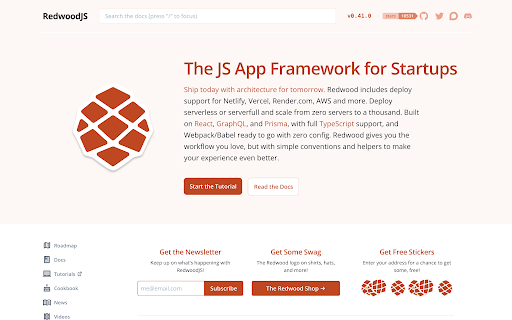 RedwoodJS
Search the docs (press "/" to focus)
v0.41.0
The JS App Framework for Startups
Ship today with architecture for tomorrow. Redwood includes deploy
support for Netlify, Vercel, Render.com, AWS and more. Deploy
serverless or serverfull and scale from zero servers to a thousand. Built
on React, GraphQL, and Prisma, with full TypeScript support, and
Webpack/Babel ready to go with zero config. Redwood gives you the
workflow you love, but with simple conventions and helpers to make
your experience even better.
Start the Tutorial
Read the Docs
Roadmap
Docs
Tutorials
Cookbook
News
Videos
Get the Newsletter
Keep up on what's happening with
RedwoodJS!
me@email.com
Subscribe
Get Some Swag
The Redwood logo on shirts, hats,
and more!
The Redwood Shop →
Get Free Stickers
Enter your address for a chance to get
some, free!